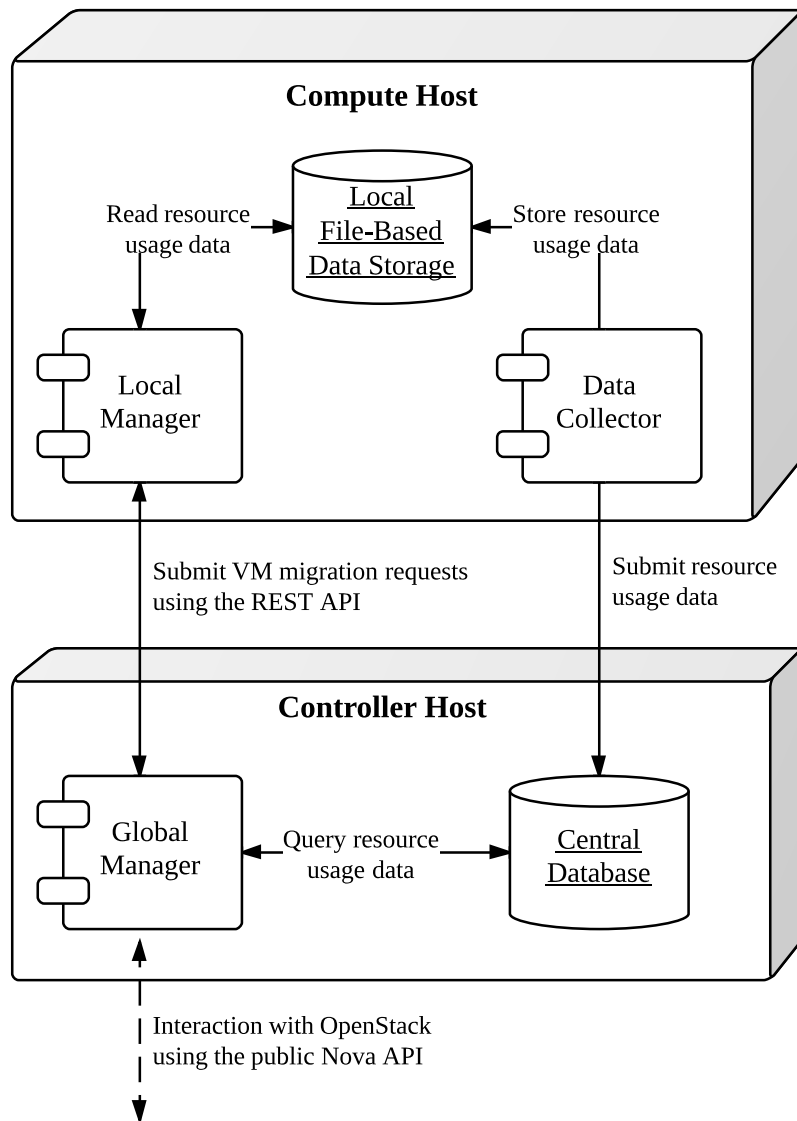 Compute Host
Local
File-Based
Data Storage
Read resource
usage data
Store resource
usage data
Local
Manager
Data
Collector
Submit VM migration requests
using the REST API
Submit resource
usage data
Controller Host
Global
Manager
Query resource
usage data
Central
Database
Interaction with OpenStack
using the public Nova API